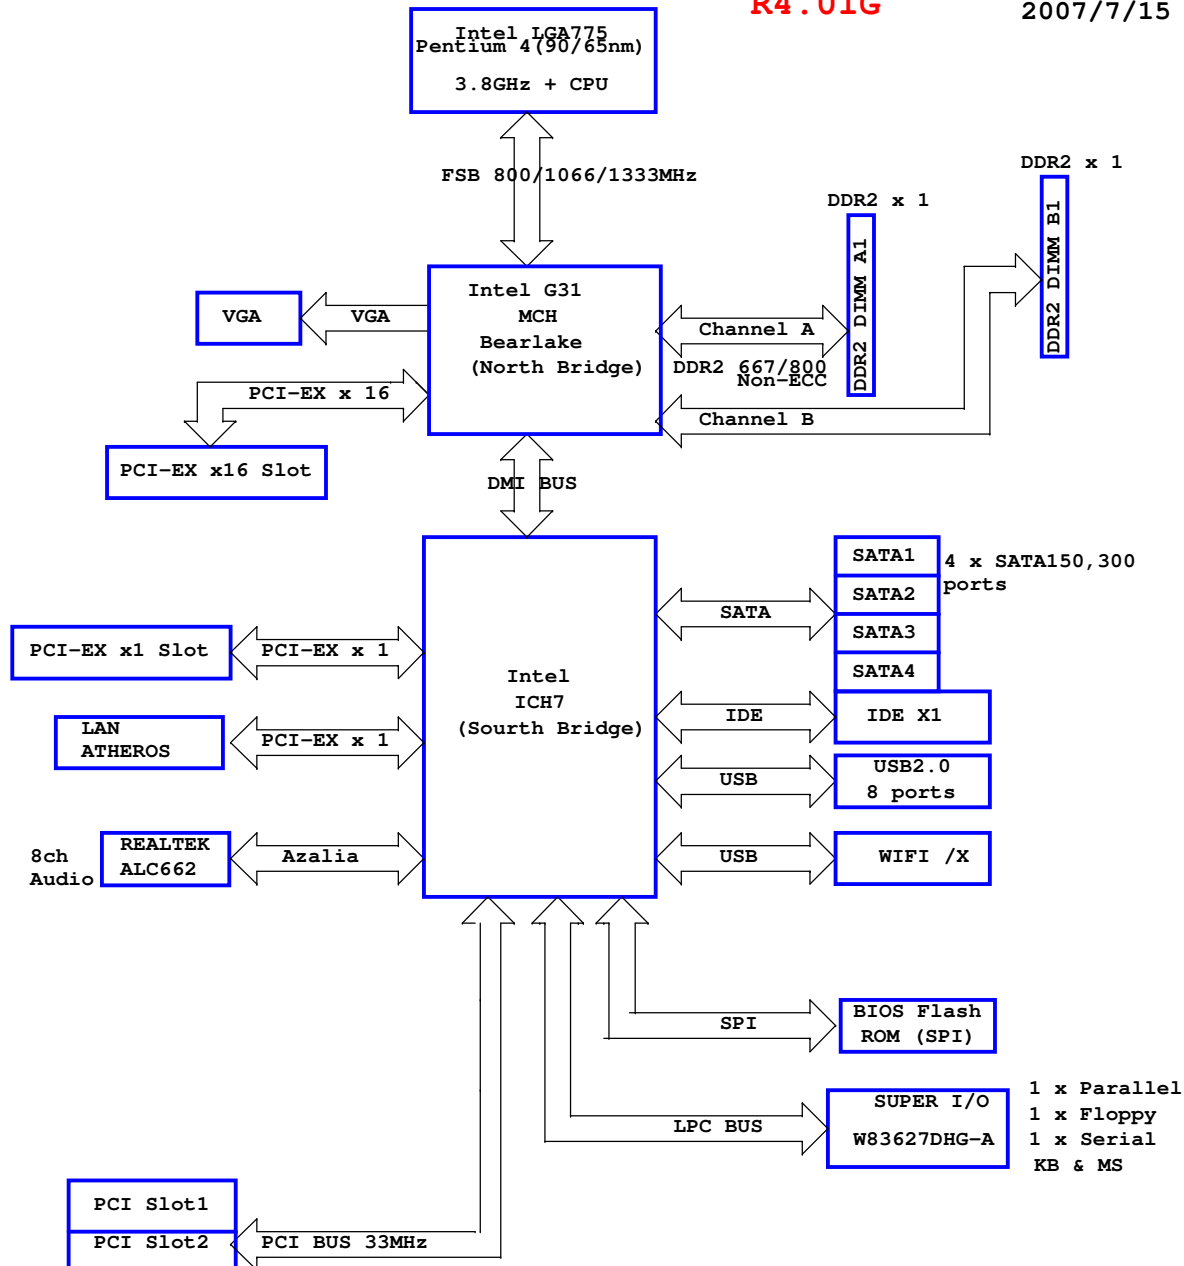 R4.01G
2007/7/15
Intel LGA775
Pentium 4(90/65nm)
3.8GHz + CPU
FSB 800/1066/1333MHz
DDR2 x 1
DDR2 x 1
DDR2 DIMM A1
DDR2 DIMM B1
Intel G31
MCH
Bearlake
(North Bridge)
VGA
VGA
Channel A
DDR2 667/800
Non-ECC
Channel B
PCI-EX x 16
PCI-EX x16 Slot
DMI BUS
SATA1
SATA2
SATA3
SATA4
4 x SATA150,300
ports
SATA
PCI-EX x1 Slot
PCI-EX x 1
Intel
ICH7
(Sourth Bridge)
IDE
IDE X1
LAN
ATHEROS
PCI-EX x 1
USB
USB2.0
8 ports
8ch
Audio
REALTEK
ALC662
Azalia
USB
WIFI /X
SPI
BIOS Flash
ROM (SPI)
LPC BUS
SUPER I/O
W83627DHG-A
1 x Parallel
1 x Floppy
1 x Serial
KB & MS
PCI Slot1
PCI Slot2
PCI BUS 33MHz